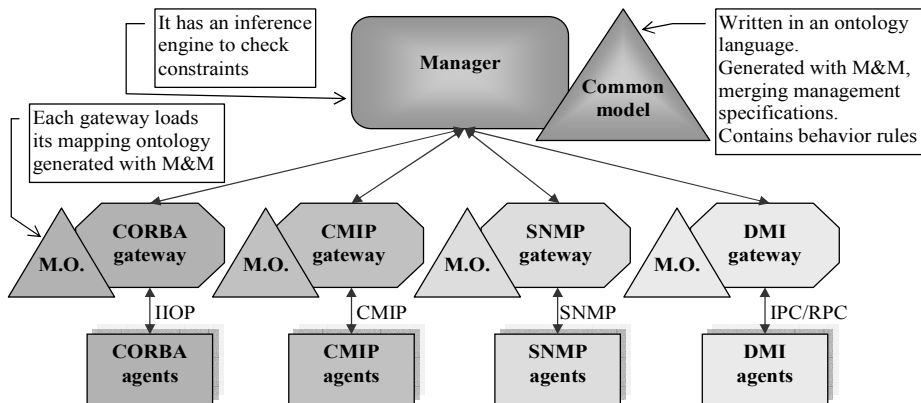 It has an inference
engine to check
constraints
Manager
Common
model
Written in an ontology
language.
Generated with M&M,
merging management
specifications.
Contains behavior rules
Each gateway loads
its mapping ontology
generated with M&M
M.O.
CORBA
gateway
M.O.
CMIP
gateway
M.O.
SNMP
gateway
M.O.
DMI
gateway
IIOP
CMIP
SNMP
IPC/RPC
CORBA
agents
CMIP
agents
SNMP
agents
DMI
agents